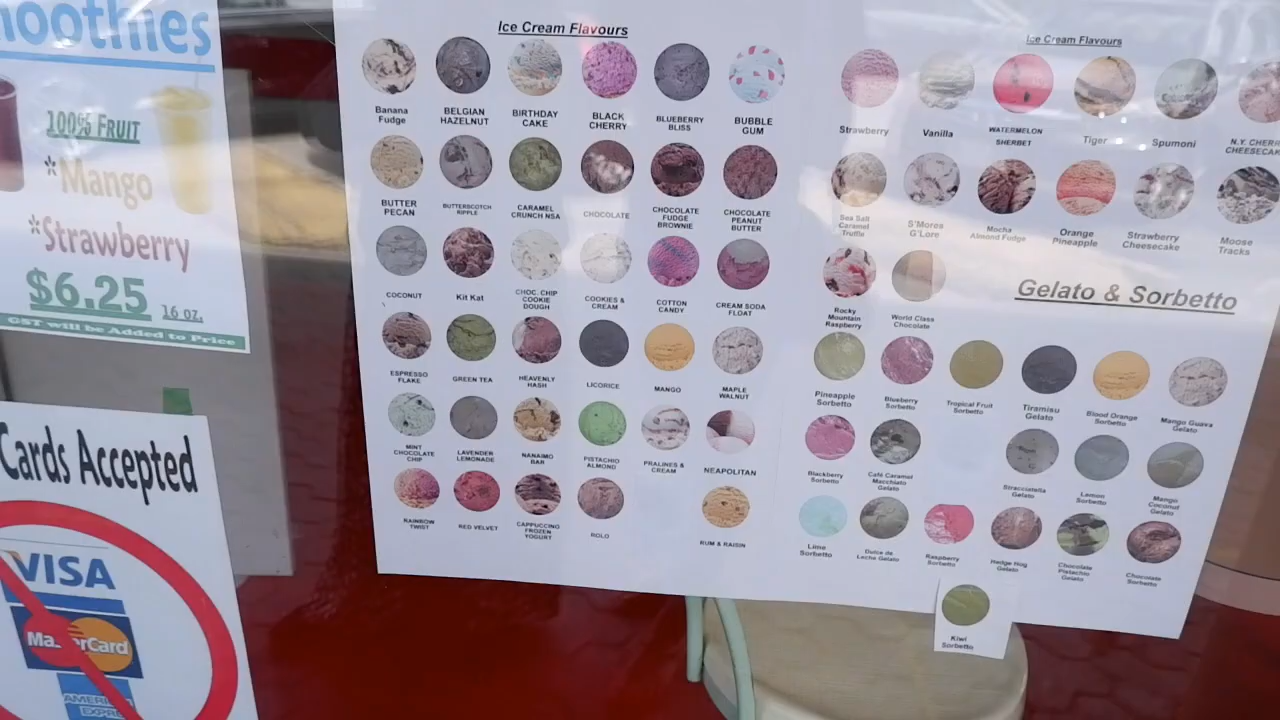 100% FRUIT
*Mango
*Strawberry
$6.25 16 oz.
GST will be Added to Price
Cards Accepted
VISA
Ice Cream Flavours
Banana Fudge
BELGIAN HAZELNUT
BIRTHDAY CAKE
BLACK CHERRY
BLUEBERRY BLISS
BUBBLE GUM
BUTTER PECAN
BUTTERSCOTCH RIPPLE
CARAMEL CRUNCH NSA
CHOCOLATE
CHOCOLATE FUDGE BROWNIE
CHOCOLATE PEANUT BUTTER
COCONUT
Kit Kat
CHOC. CHIP COOKIE DOUGH
COOKIES & CREAM
COTTON CANDY
CREAM SODA FLOAT
ESPRESSO FLAKE
GREEN TEA
HEAVENLY HASH
LICORICE
MANGO
MAPLE WALNUT
MINT CHOCOLATE CHIP
LAVENDER LEMONADE
NANAIMO BAR
PISTACHIO ALMOND
PRALINES & CREAM
NEAPOLITAN
RAINBOW TWIST
RED VELVET
CAPPUCCINO FROZEN YOGURT
ROLO
RUM & RAISIN
Ice Cream Flavours
Strawberry
Vanilla
WATERMELON SHERBET
Tiger
Spumoni
Sea Salt Caramel Truffle
S'Mores G'Lore
Mocha Almond Fudge
Orange Pineapple
Strawberry Cheesecake
Moose Tracks
Rocky Mountain Raspberry
World Class Chocolate
Gelato & Sorbetto
Pineapple Sorbetto
Blueberry Sorbetto
Tropical Fruit Sorbetto
Tiramisu Gelato
Blood Orange Sorbetto
Mango Guava Gelato
Blackberry Sorbetto
Café Caramel Macchiato Gelato
Stracciatella Gelato
Lemon Sorbetto
Mango Coconut Gelato
Lime Sorbetto
Dulce de Leche Gelato
Raspberry Sorbetto
Hedge Hog Gelato
Chocolate Pistachio Gelato
Chocolate Sorbetto
Kiwi Sorbetto